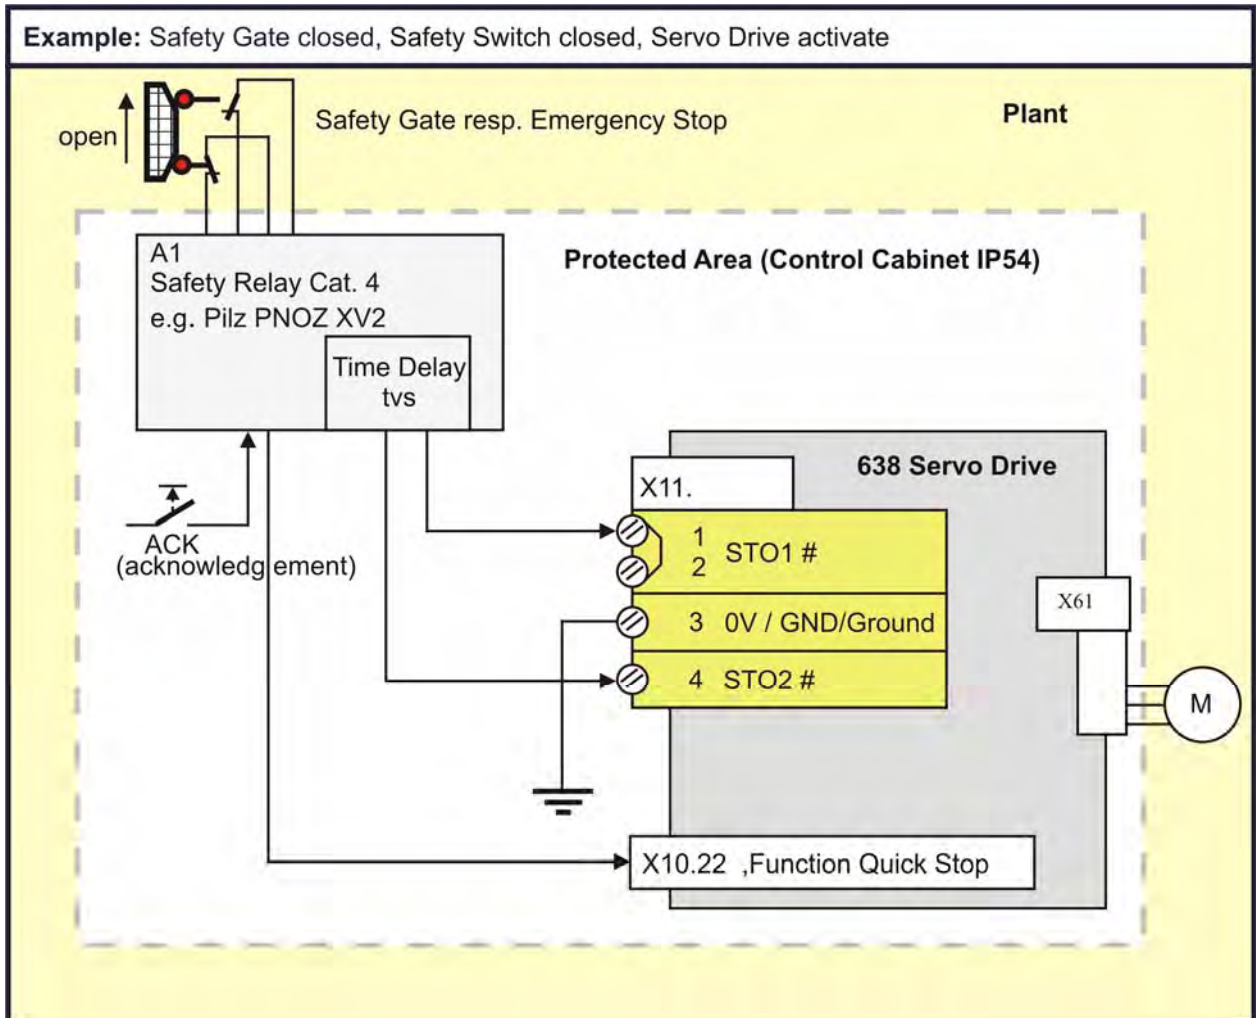 Example: Safety Gate closed, Safety Switch closed, Servo Drive activate
open
Safety Gate resp. Emergency Stop
Plant
A1
Safety Relay Cat. 4
e.g. Pilz PNOZ XV2
Time Delay
tvs
Protected Area (Control Cabinet IP54)
ACK
(acknowledgement)
638 Servo Drive
X11.
1
2
STO1 #
3 0V / GND/Ground
4 STO2 #
X61
M
X10.22 ,Function Quick Stop